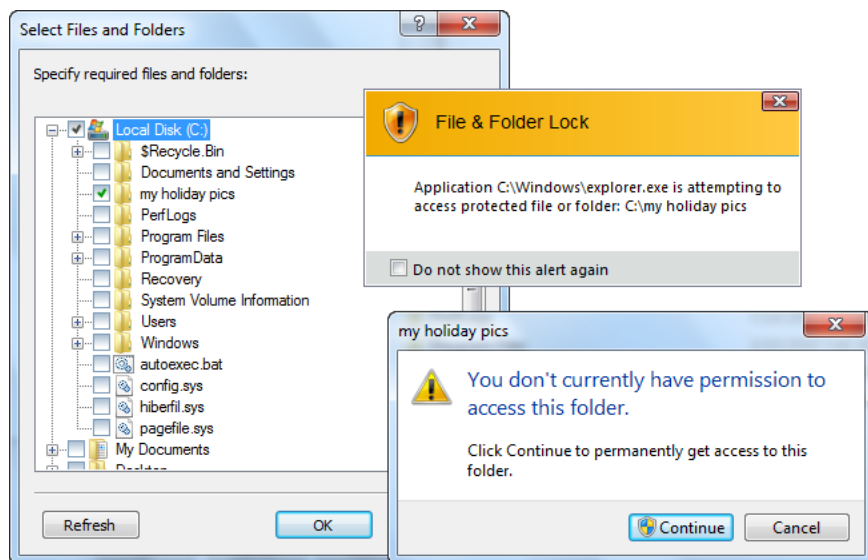 Select Files and Folders
?
Specify required files and folders:
Local Disk (C:)
$Recycle.Bin
Documents and Settings
my holiday pics
PerfLogs
Program Files
ProgramData
Recovery
System Volume Information
Users
Windows
autoexec.bat
config.sys
hiberfil.sys
pagefile.sys
My Documents
Refresh
OK
File & Folder Lock
Application C:\Windows\explorer.exe is attempting to
access protected file or folder: C:\my holiday pics
Do not show this alert again
my holiday pics
You don't currently have permission to
access this folder.
Click Continue to permanently get access to this
folder.
Continue
Cancel